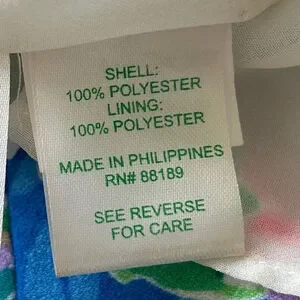 SHELL:
100% POLYESTER
LINING:
100% POLYESTER
MADE IN PHILIPPINES
RN# 88189
SEE REVERSE
FOR CARE